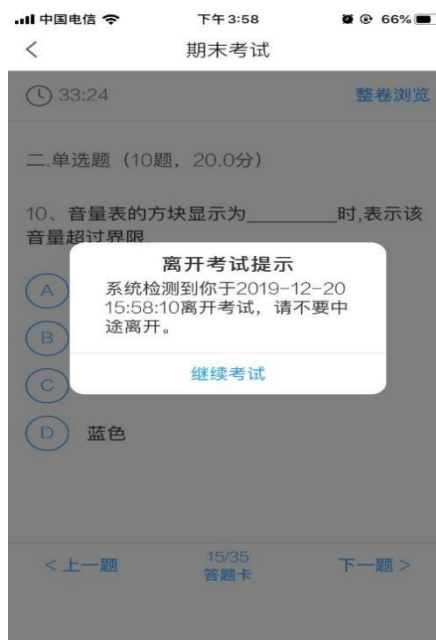 中国电信 下午3:58 66%
期末考试
33:24 整卷浏览
二.单选题（10题，20.0分）
10、音量表的方块显示为________时,表示该
音量超过界限
离开考试提示
系统检测到你于2019-12-20
15:58:10离开考试，请不要中
途离开。
继续考试
A
B
C
D 蓝色
<上一题 15/35 下一题 >
答题卡